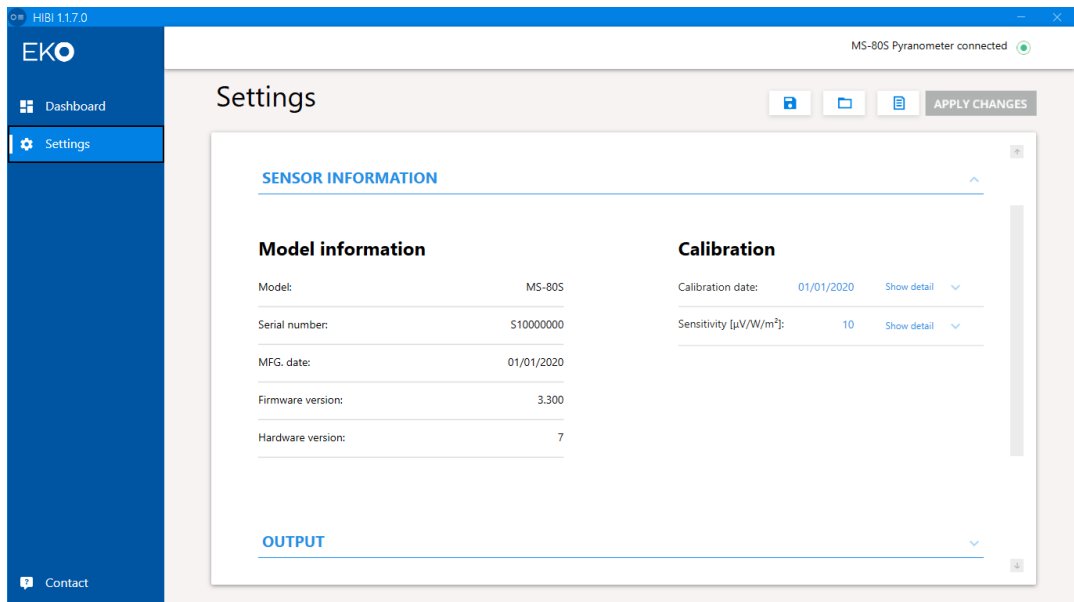 HIBI 1.1.7.0
EKO
MS-80S Pyranometer connected
Dashboard
Settings
Settings
APPLY CHANGES
SENSOR INFORMATION
Model information
Calibration
Model: MS-80S
Calibration date: 01/01/2020 Show detail
Serial number: S10000000
Sensitivity [µV/W/m²]: 10 Show detail
MFG. date: 01/01/2020
Firmware version: 3.300
Hardware version: 7
OUTPUT
Contact